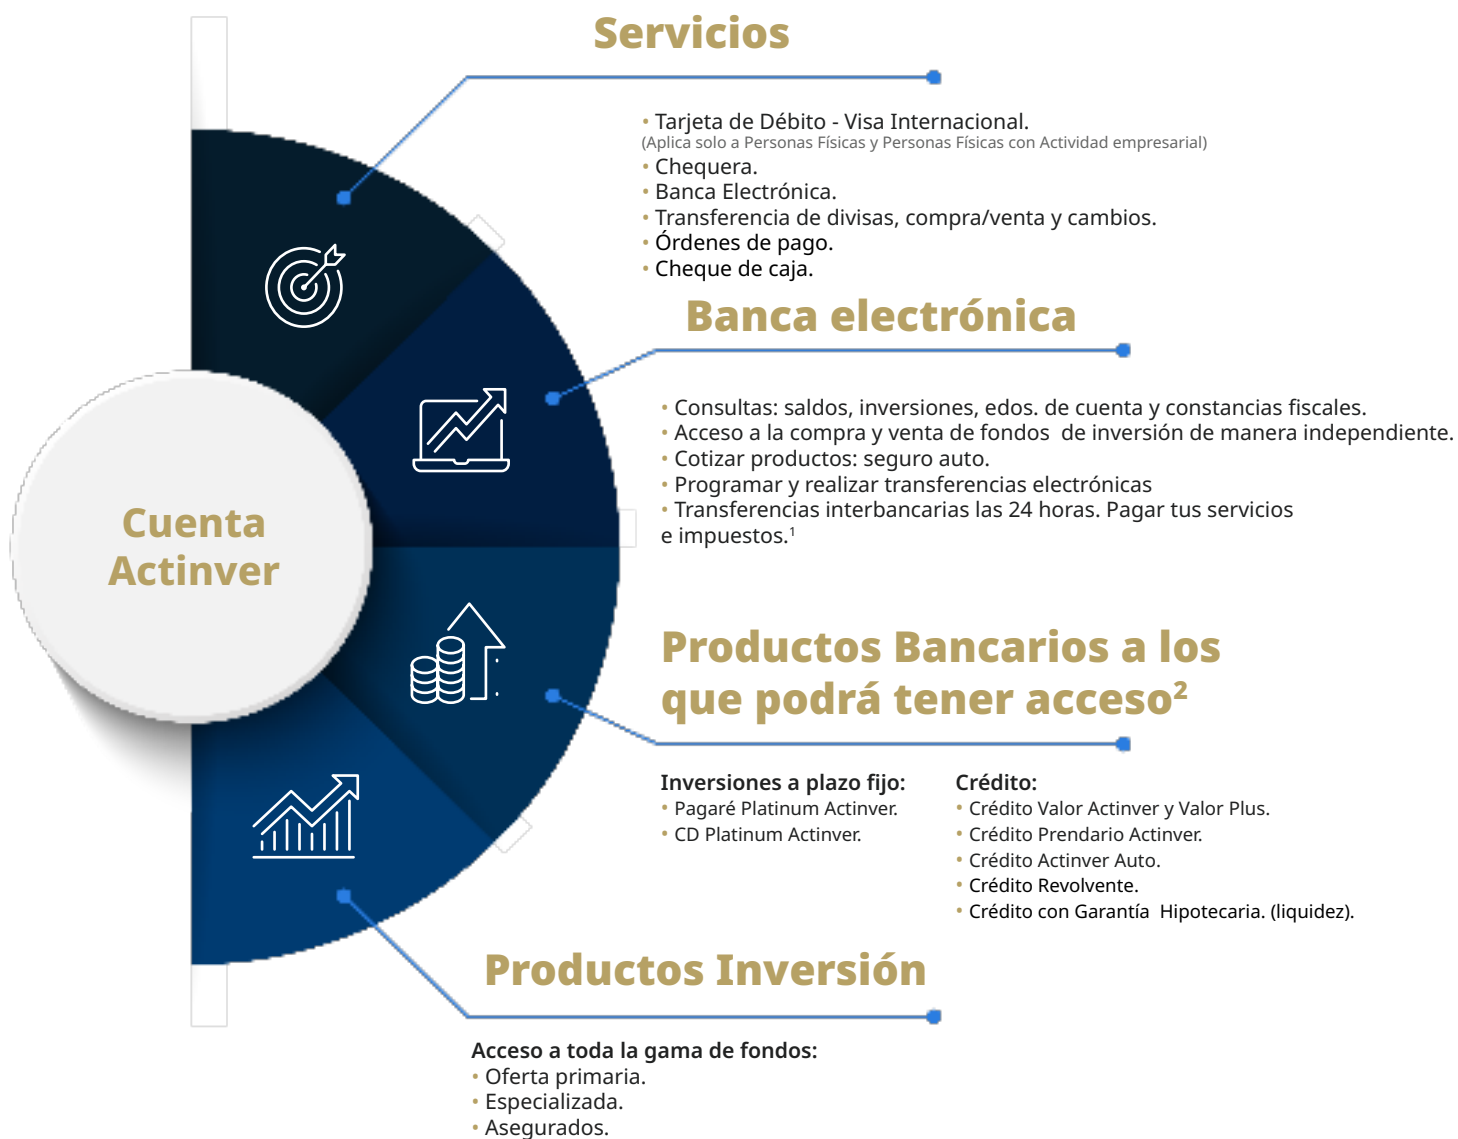 Servicios
• Tarjeta de Débito - Visa Internacional.
(Aplica solo a Personas Físicas y Personas Físicas con Actividad empresarial)
• Chequera.
• Banca Electrónica.
• Transferencia de divisas, compra/venta y cambios.
• Órdenes de pago.
• Cheque de caja.
Banca electrónica
• Consultas: saldos, inversiones, edos. de cuenta y constancias fiscales.
• Acceso a la compra y venta de fondos  de inversión de manera independiente.
• Cotizar productos: seguro auto.
• Programar y realizar transferencias electrónicas
• Transferencias interbancarias las 24 horas. Pagar tus servicios
e impuestos.¹
Cuenta
Actinver
Productos Bancarios a los
que podrá tener acceso²
Inversiones a plazo fijo:
• Pagaré Platinum Actinver.
• CD Platinum Actinver.
Crédito:
• Crédito Valor Actinver y Valor Plus.
• Crédito Prendario Actinver.
• Crédito Actinver Auto.
• Crédito Revolvente.
• Crédito con Garantía  Hipotecaria. (liquidez).
Productos Inversión
Acceso a toda la gama de fondos:
• Oferta primaria.
• Especializada.
• Asegurados.